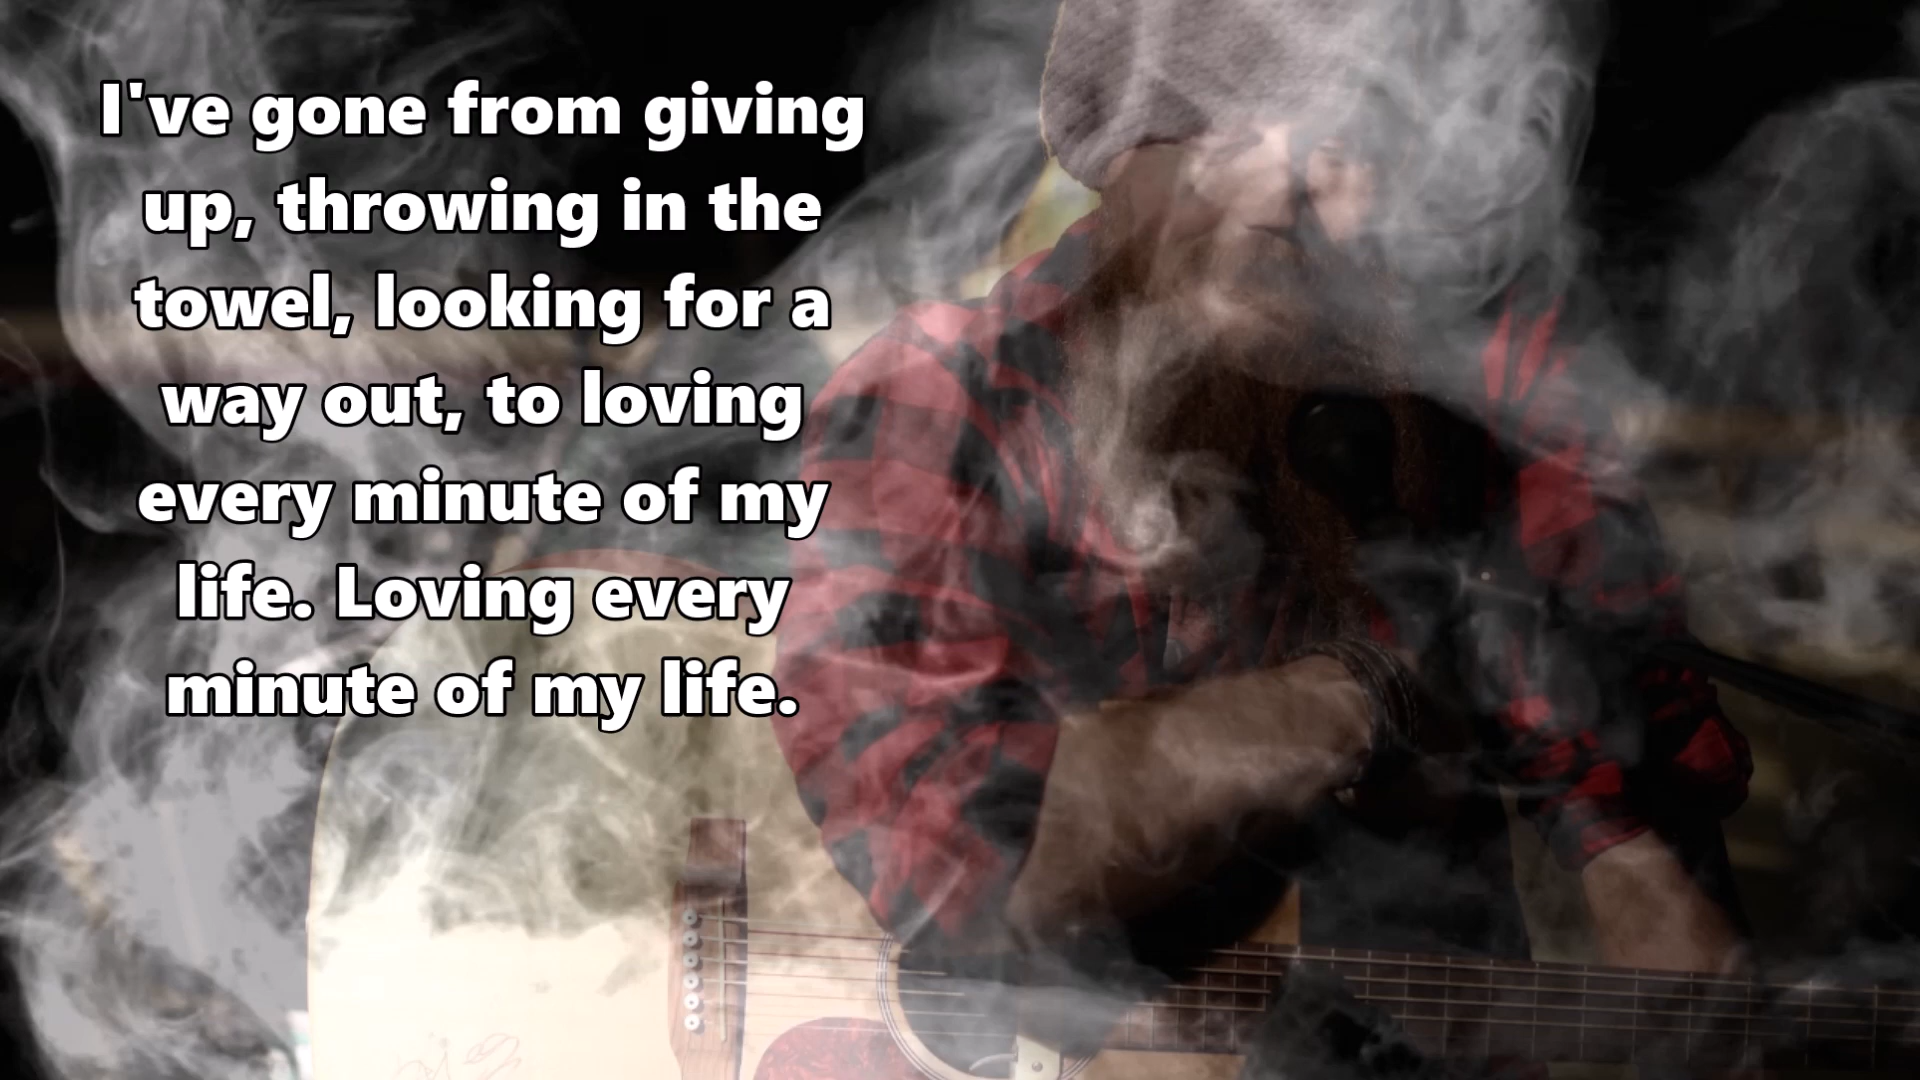 I've gone from giving
up, throwing in the
towel, looking for a
way out, to loving
every minute of my
life. Loving every
minute of my life.